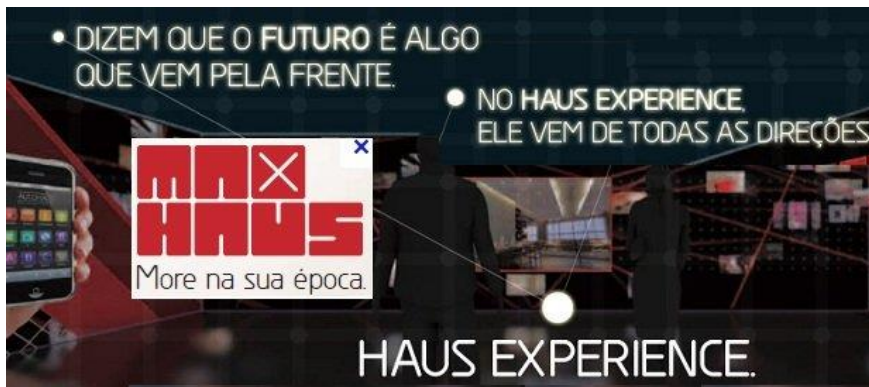 DIZEM QUE O FUTURO É ALGO
QUE VEM PELA FRENTE.
NO HAUS EXPERIENCE,
ELE VEM DE TODAS AS DIREÇÕES
MAX
HAUS
More na sua época.
HAUS EXPERIENCE.